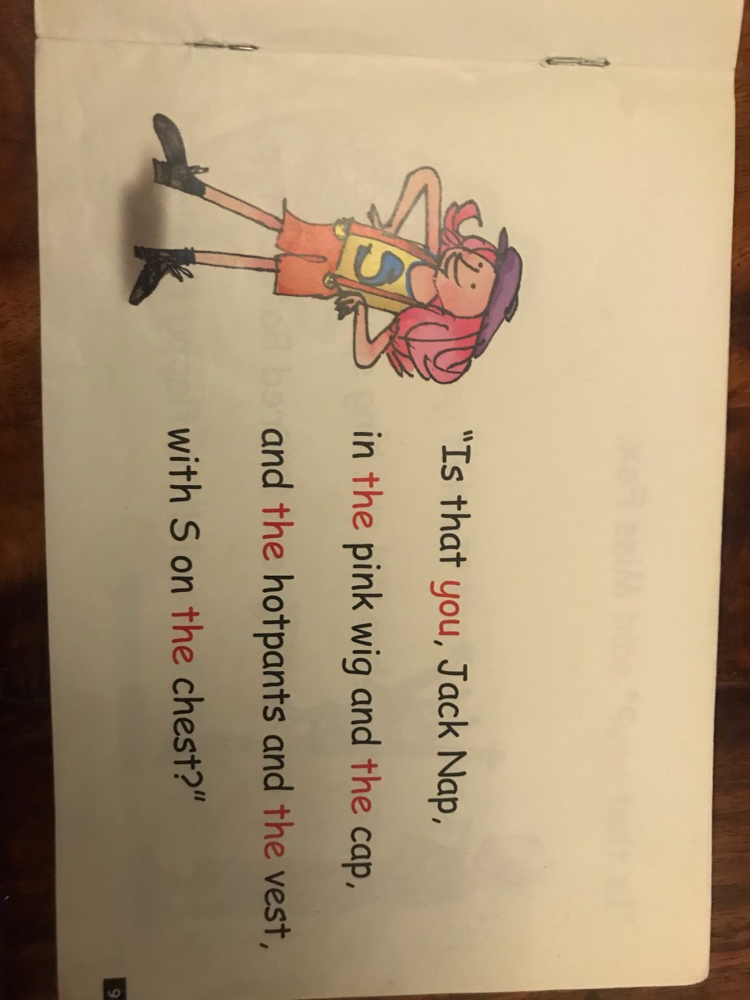 "Is that you, Jack Nap,
in the pink wig and the cap,
and the hotpants and the vest,
with S on the chest?"
S
9